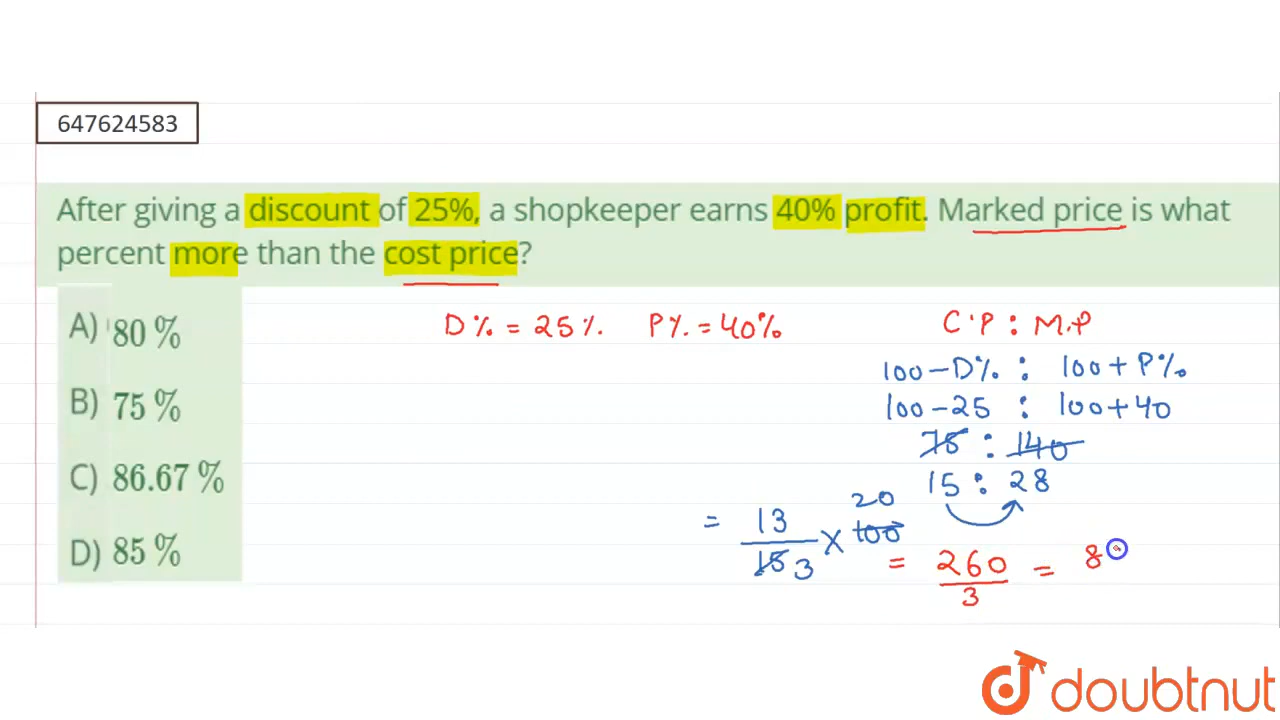 647624583
After giving a discount of 25%, a shopkeeper earns 40% profit. Marked price is what
percent more than the cost price?
A) 80 %
B) 75 %
C) 86.67 %
D) 85 %
D% = 25%. P%. = 40%
C.P : M.P
100-D% : 100+P%
100-25 : 100+40
75 : 140
15 : 28
= 13/15 3 × 100 20 = 260/3 = 8
doubtnut